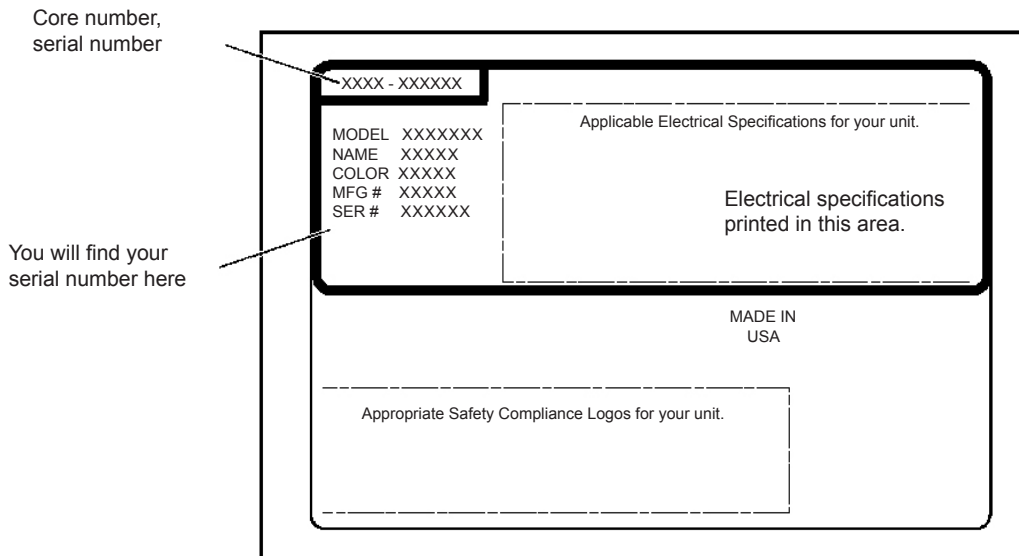 Core number,
serial number
XXXX - XXXXXX
MODEL XXXXXXX
NAME XXXXX
COLOR XXXXX
MFG # XXXXX
SER # XXXXXX
Applicable Electrical Specifications for your unit.
Electrical specifications
printed in this area.
You will find your
serial number here
MADE IN
USA
Appropriate Safety Compliance Logos for your unit.